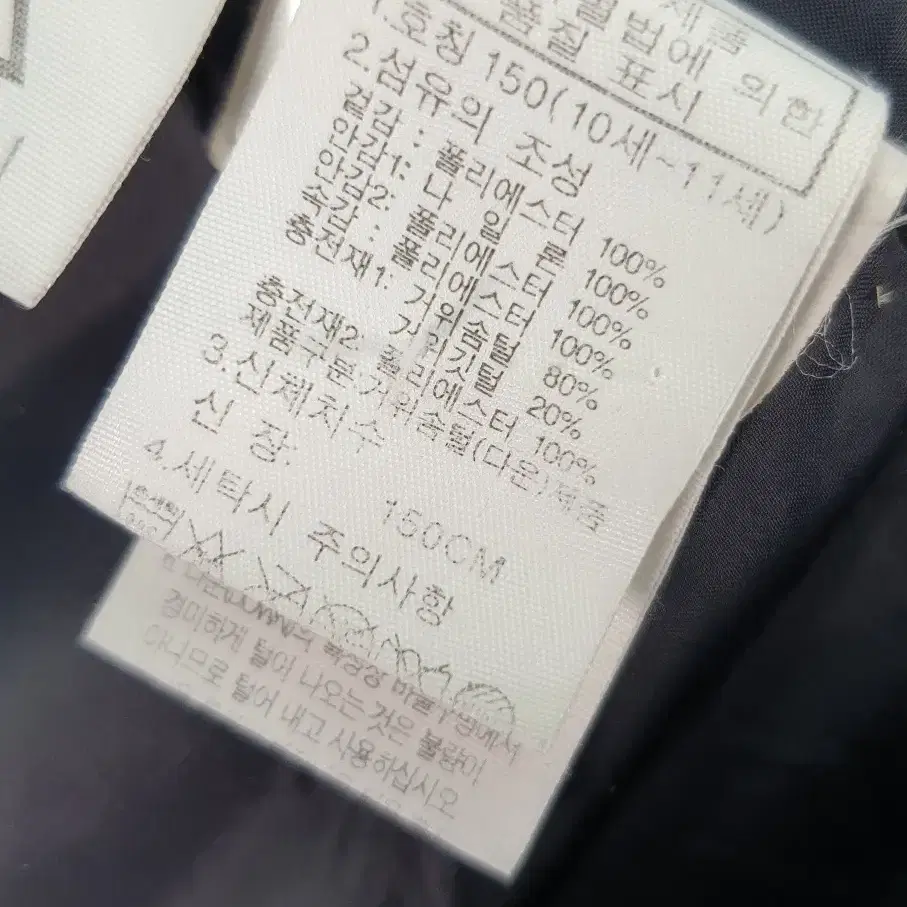 법에 의한
품질 표시
1.호칭 150(10세~11세)
2.섬유의 조성
겉감 : 폴리에스터 100%
안감1: 나 일 론 100%
안감2: 폴리에스터 100%
속감 : 폴리에스터 100%
충전재1: 거위솜털 80%
거위깃털 20%
충전재2: 폴리에스터 100%
제품구분:거위솜털(다운)제품
3.신체치수
신 장: 150CM
4.세탁시 주의사항
경미하게 털어 나오는 것은 불량이
아니므로 털어 내고 사용하십시오